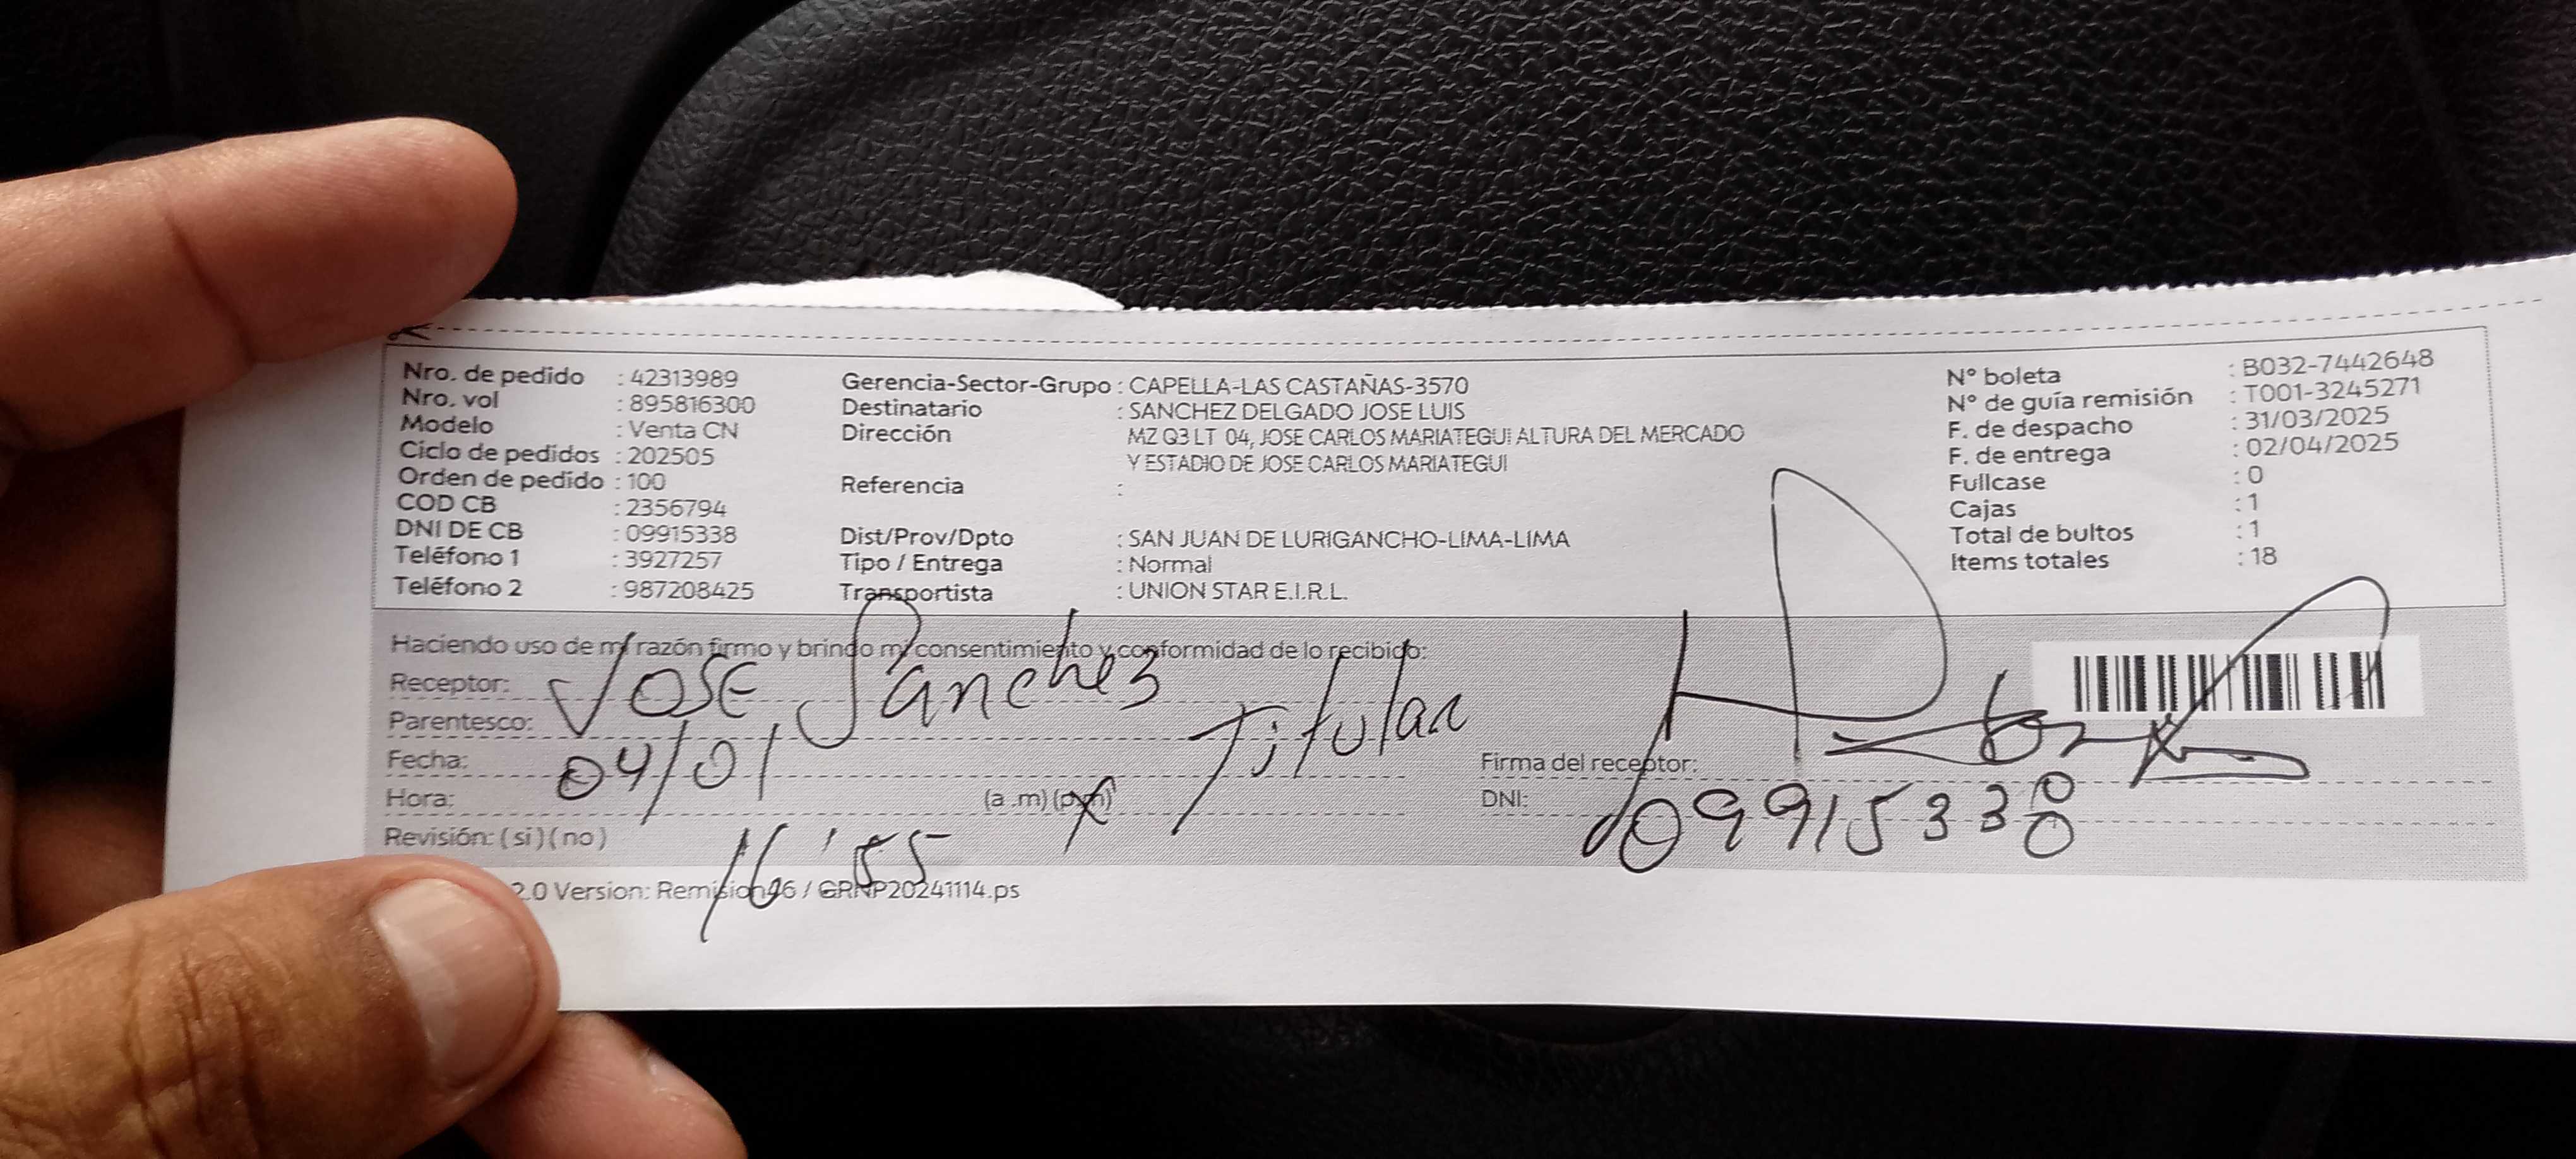 Nro. de pedido : 42313989
Nro. vol : 895816300
Modelo : Venta CN
Ciclo de pedidos : 202505
Orden de pedido : 100
COD CB : 2356794
DNI DE CB : 09915338
Teléfono 1 : 3927257
Teléfono 2 : 987208425
Gerencia-Sector-Grupo : CAPELLA-LAS CASTAÑAS-3570
Destinatario : SANCHEZ DELGADO JOSE LUIS
Dirección MZ Q3 LT 04, JOSE CARLOS MARIATEGUI ALTURA DEL MERCADO
Y ESTADIO DE JOSE CARLOS MARIATEGUI
Referencia :
Dist/Prov/Dpto : SAN JUAN DE LURIGANCHO-LIMA-LIMA
Tipo / Entrega : Normal
Transportista : UNION STAR E.I.R.L.
N° boleta : B032-7442648
N° de guía remisión : T001-3245271
F. de despacho : 31/03/2025
F. de entrega : 02/04/2025
Fullcase : 0
Cajas : 1
Total de bultos : 1
Items totales : 18
Haciendo uso de mi razón firmo y brindo mi consentimiento y conformidad de lo recibido:
Receptor: JOSE Sanchez
Parentesco: Titular
Fecha: 04/01
Hora: 16:55 (a.m)(p.m)
Revisión: (si)(no)
Firma del receptor:
DNI: 09915338
2.0 Version: Remision46 / GRNP20241114.ps